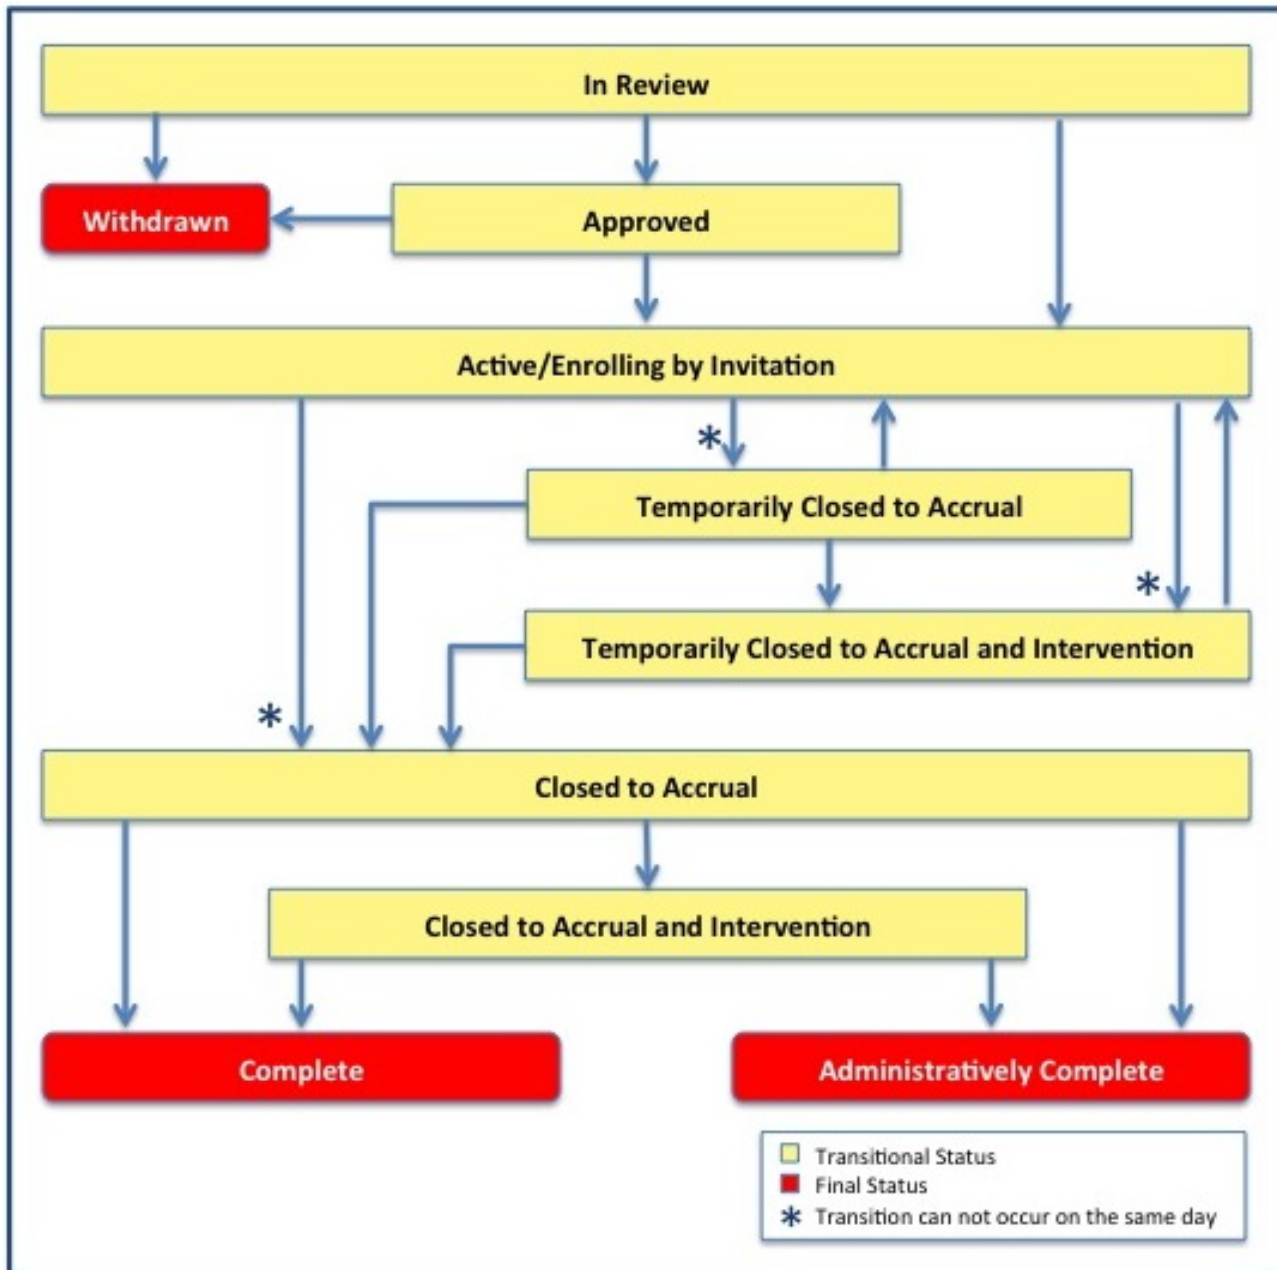 In Review
Withdrawn
Approved
Active/Enrolling by Invitation
*
Temporarily Closed to Accrual
*
Temporarily Closed to Accrual and Intervention
*
Closed to Accrual
Closed to Accrual and Intervention
Complete
Administratively Complete
Transitional Status
Final Status
* Transition can not occur on the same day